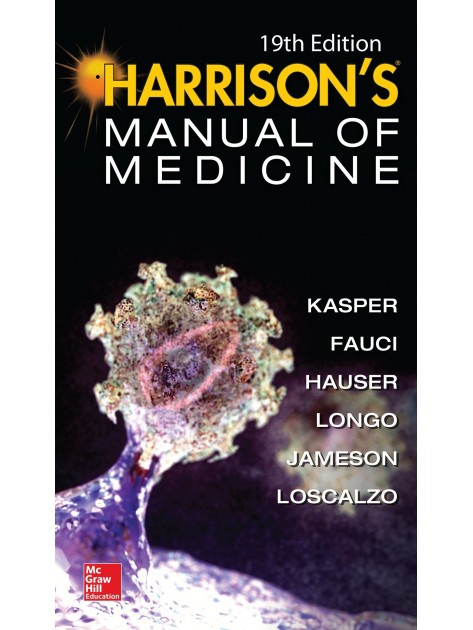 19th Edition
HARRISON'S®
MANUAL OF
MEDICINE
KASPER
FAUCI
HAUSER
LONGO
JAMESON
LOSCALZO
Mc
Graw
Hill
Education